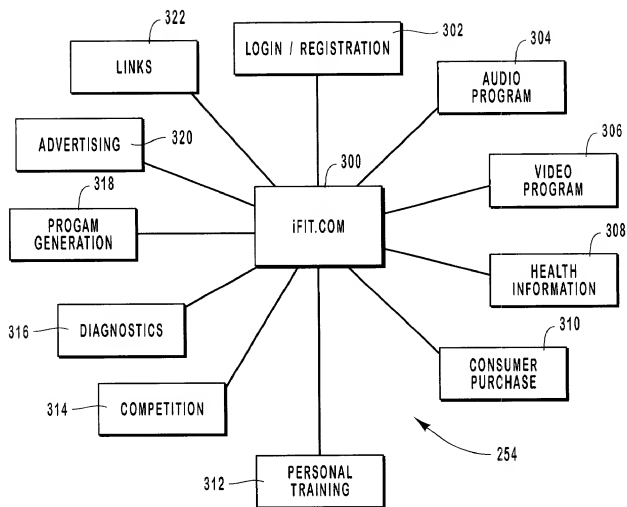 322
LINKS
LOGIN / REGISTRATION
302
304
AUDIO
PROGRAM
ADVERTISING
320
306
VIDEO
PROGRAM
318
PROGAM
GENERATION
300
iFIT.COM
308
HEALTH
INFORMATION
316
DIAGNOSTICS
310
CONSUMER
PURCHASE
314
COMPETITION
254
312
PERSONAL
TRAINING